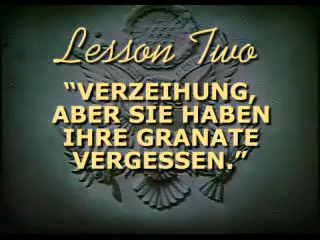 Lesson Two
“VERZEIHUNG,
ABER SIE HABEN
IHRE GRANATE
VERGESSEN.”